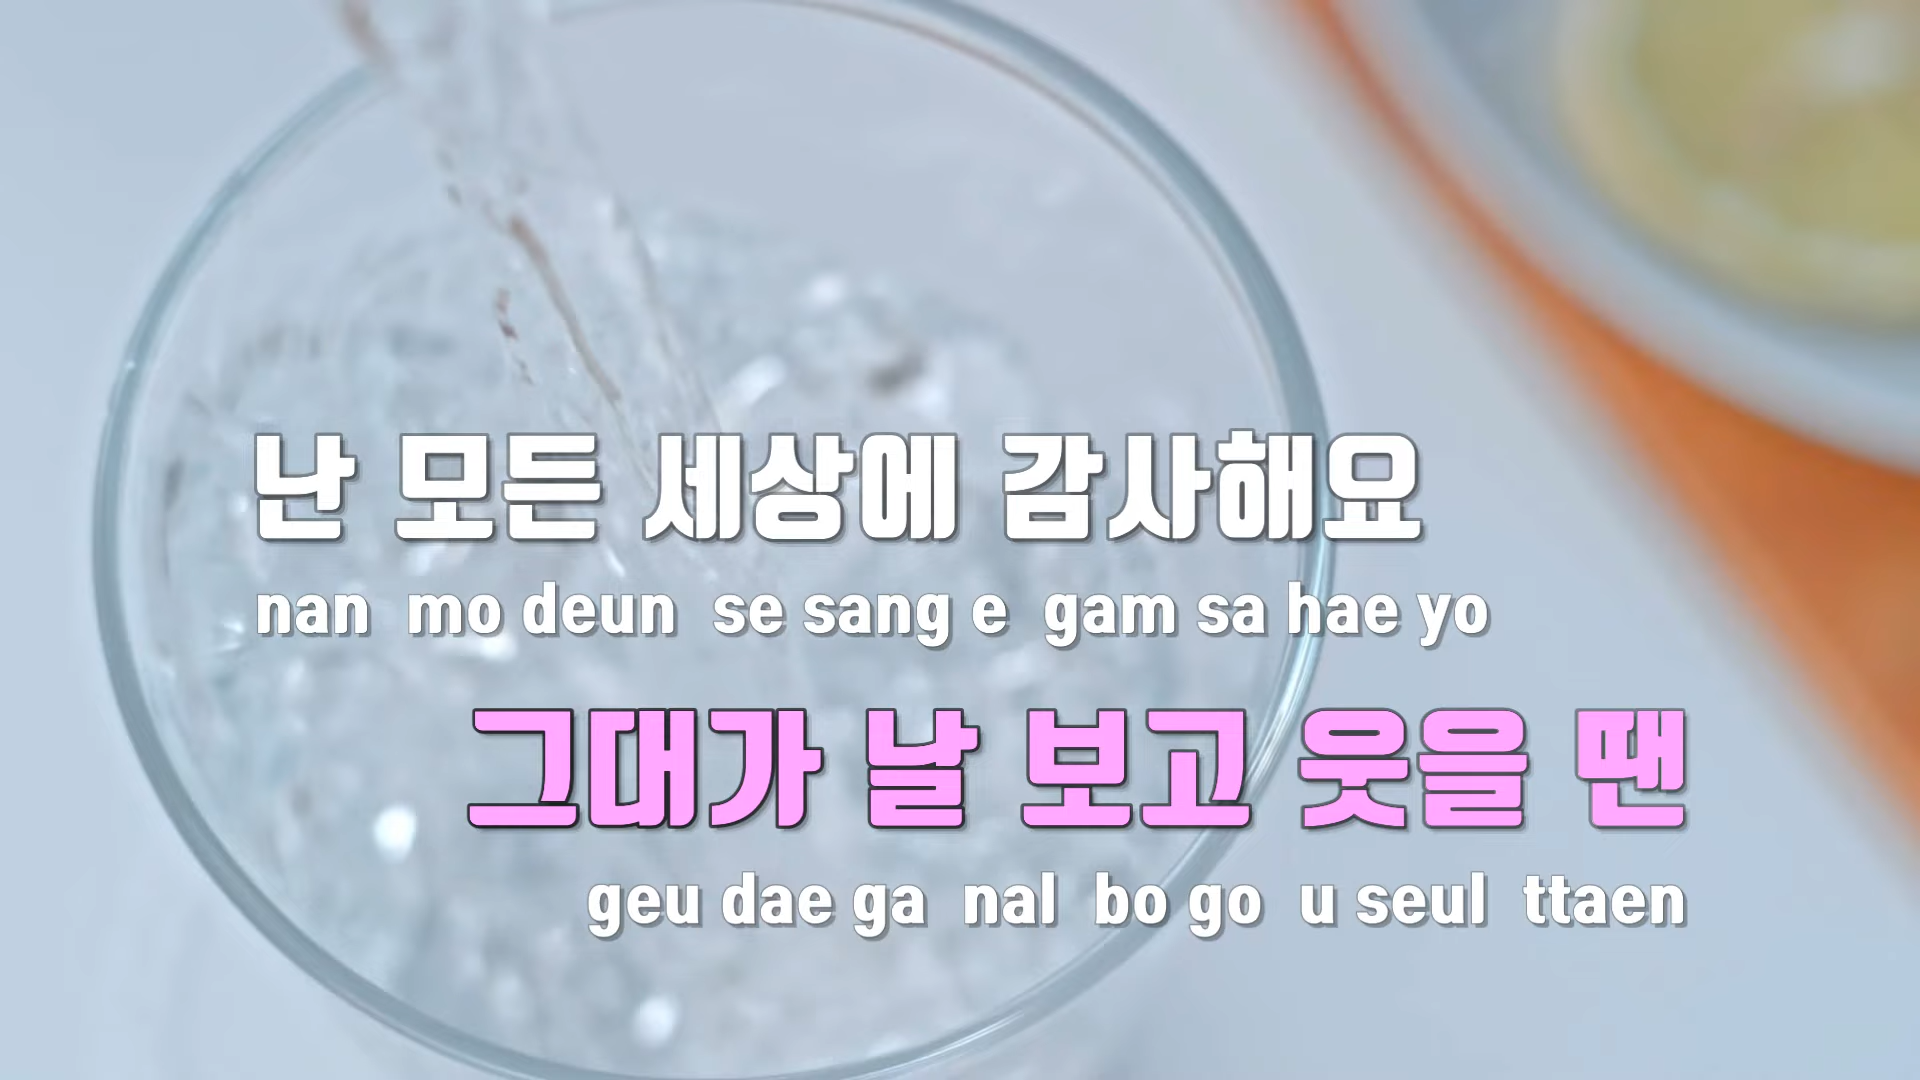 난 모든 세상에 감사해요
nan mo deun se sang e gam sa hae yo
그대가 날 보고 웃을 땐
geu dae ga nal bo go u seul ttaen